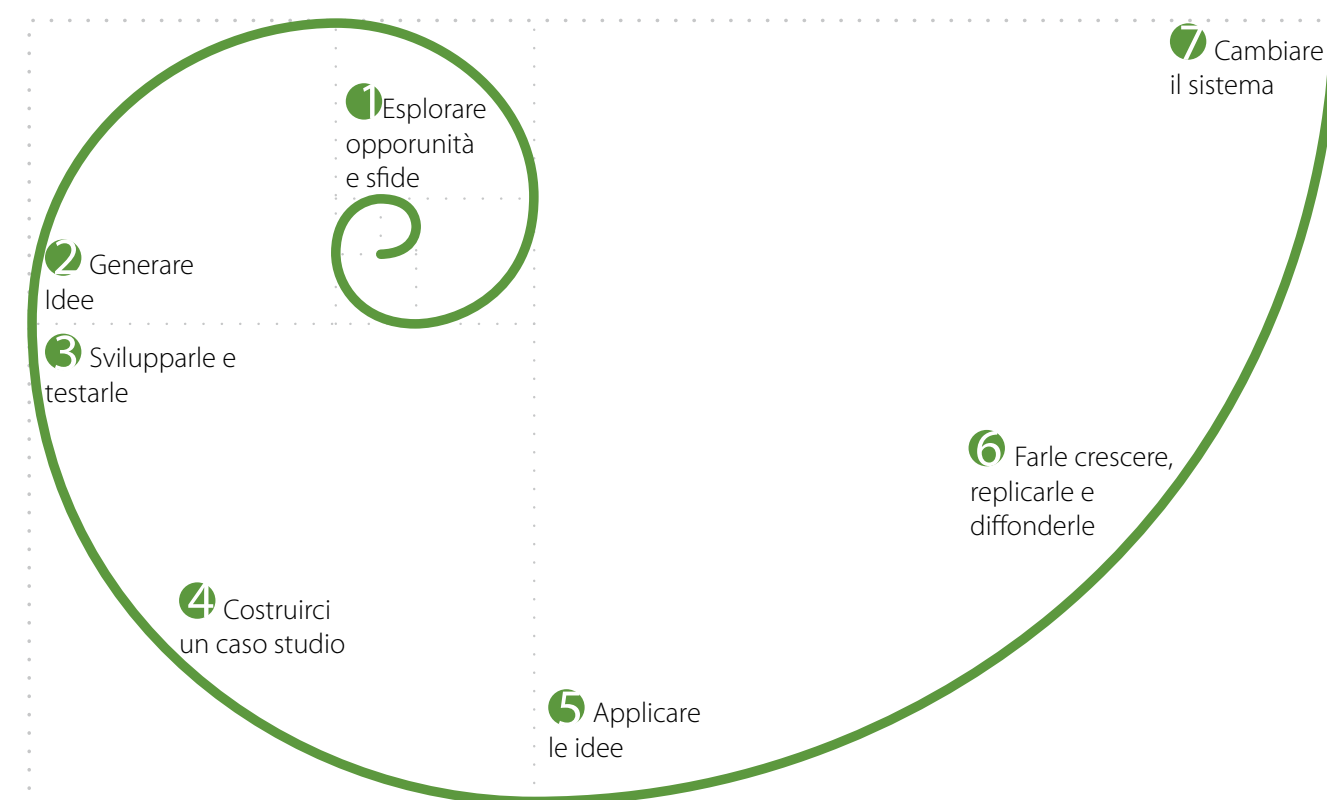 1 Esplorare
opporunità
e sfide
2 Generare
Idee
3 Svilupparle e
testarle
4 Costruirci
un caso studio
5 Applicare
le idee
6 Farle crescere,
replicarle e
diffonderle
7 Cambiare
il sistema